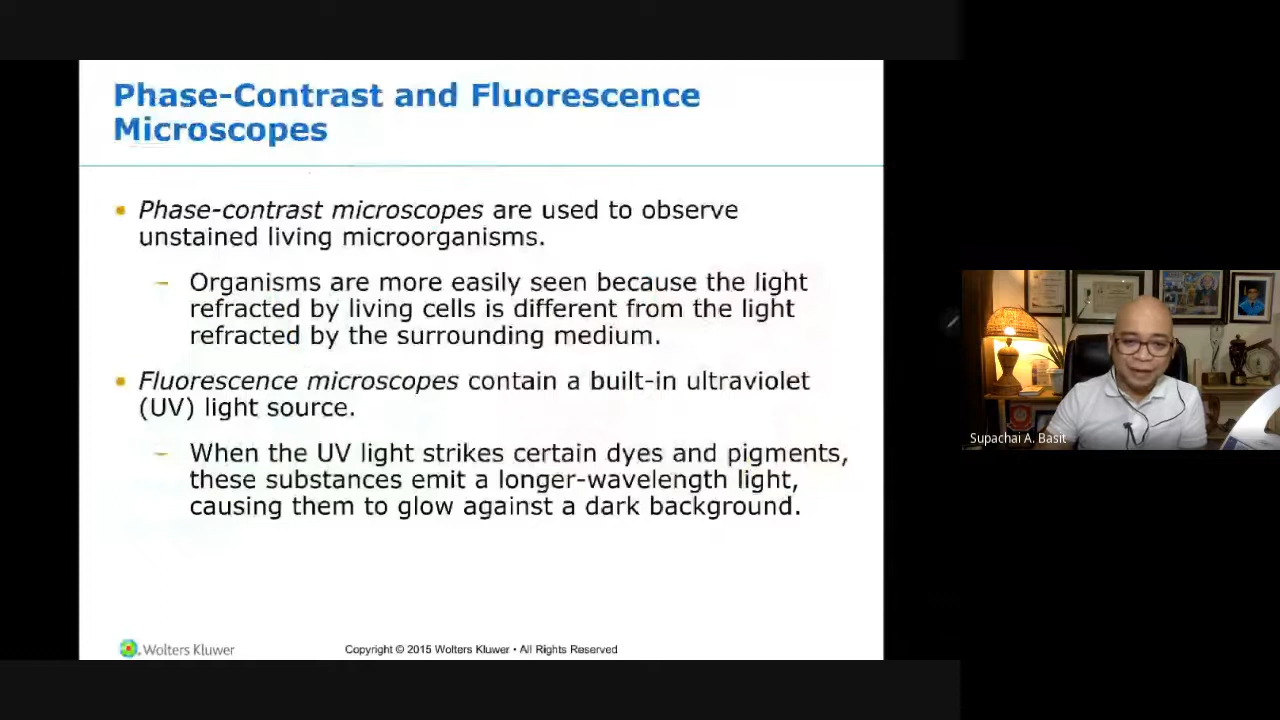 Phase-Contrast and Fluorescence
Microscopes
Phase-contrast microscopes are used to observe
unstained living microorganisms.
Organisms are more easily seen because the light
refracted by living cells is different from the light
refracted by the surrounding medium.
Fluorescence microscopes contain a built-in ultraviolet
(UV) light source.
When the UV light strikes certain dyes and pigments,
these substances emit a longer-wavelength light,
causing them to glow against a dark background.
Wolters Kluwer
Copyright © 2015 Wolters Kluwer • All Rights Reserved
Supachai A. Basit